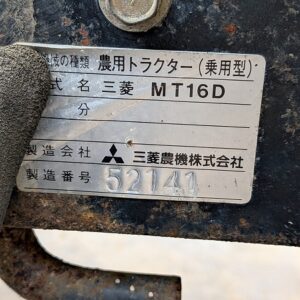 械の種類 農用トラクター(乗用型)
式名 三菱 MT16D
分
製造会社 三菱農機株式会社
製造番号 52141